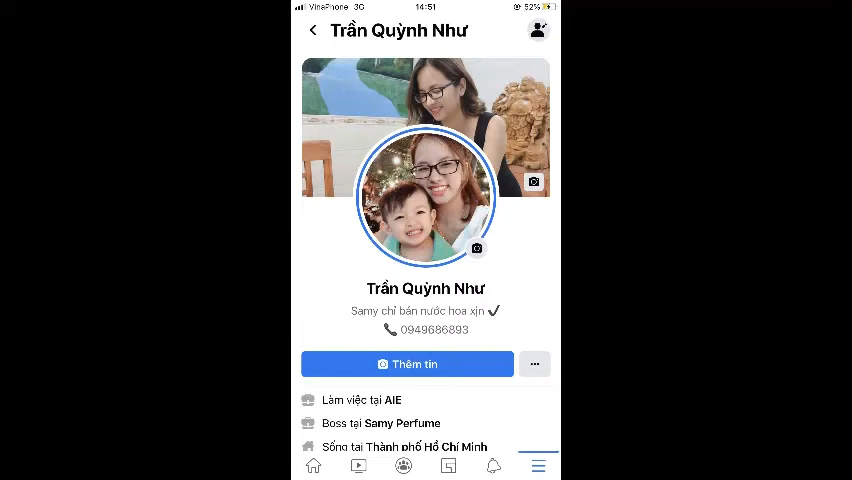 VinaPhone 3G 14:51 52%
Trần Quỳnh Như
Trần Quỳnh Như
Samy chỉ bán nước hoa xịn ✔
📞 0949686893
Thêm tin
Làm việc tại AIE
Boss tại Samy Perfume
Sống tại Thành phố Hồ Chí Minh